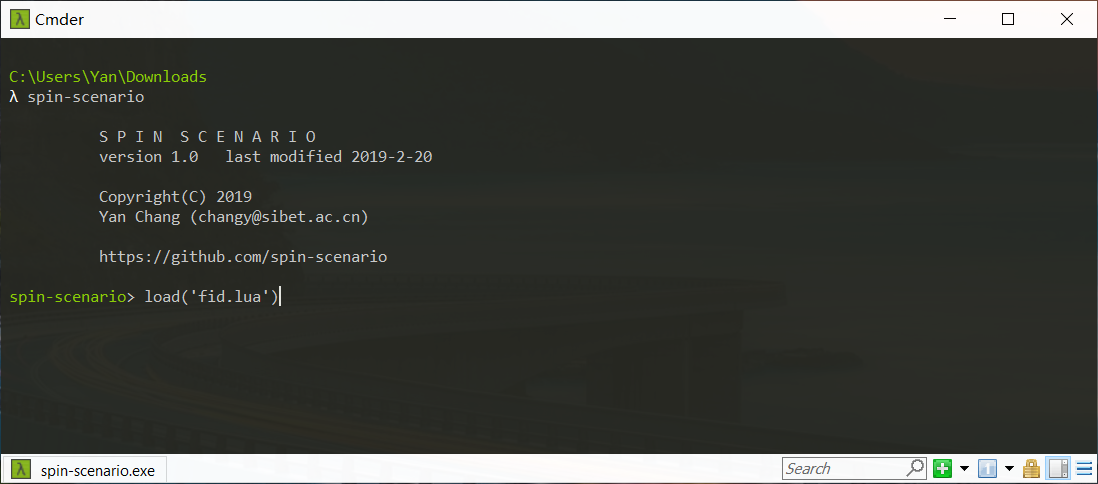 Cmder
C:\Users\Yan\Downloads
λ spin-scenario
S P I N  S C E N A R I O
version 1.0   last modified 2019-2-20
Copyright(C) 2019
Yan Chang (changy@sibet.ac.cn)
https://github.com/spin-scenario
spin-scenario> load('fid.lua')
spin-scenario.exe
Search